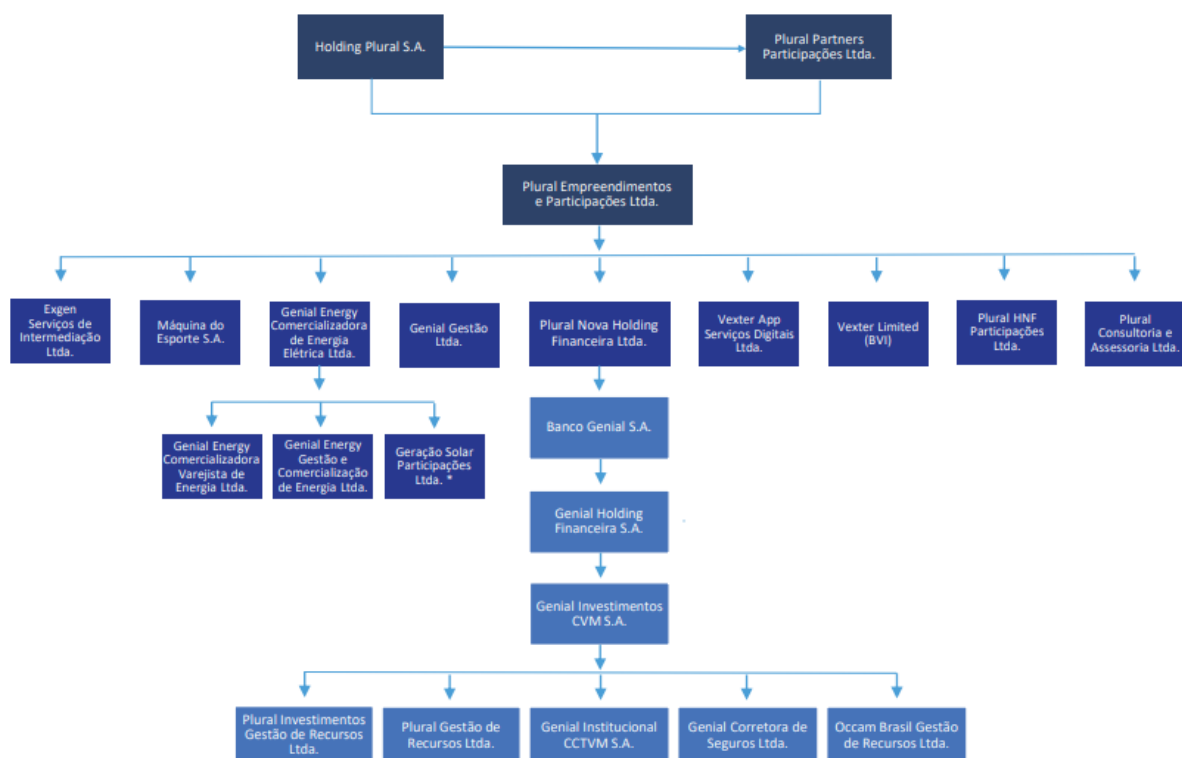 Holding Plural S.A.
Plural Partners
Participações Ltda.
Plural Empreendimentos
e Participações Ltda.
Exgen
Serviços de
Intermediação
Ltda.
Máquina do
Esporte S.A.
Genial Energy
Comercializadora
de Energia
Elétrica Ltda.
Genial Gestão
Ltda.
Plural Nova Holding
Financeira Ltda.
Vexter App
Serviços Digitais
Ltda.
Vexter Limited
(BVI)
Plural HNF
Participações
Ltda.
Plural
Consultoria e
Assessoria Ltda.
Genial Energy
Comercializadora
Varejista de
Energia Ltda.
Genial Energy
Gestão e
Comercialização
de Energia Ltda.
Geração Solar
Participações
Ltda. *
Banco Genial S.A.
Genial Holding
Financeira S.A.
Genial Investimentos
CVM S.A.
Plural Investimentos
Gestão de Recursos
Ltda.
Plural Gestão de
Recursos Ltda.
Genial Institucional
CCTVM S.A.
Genial Corretora de
Seguros Ltda.
Occam Brasil Gestão
de Recursos Ltda.